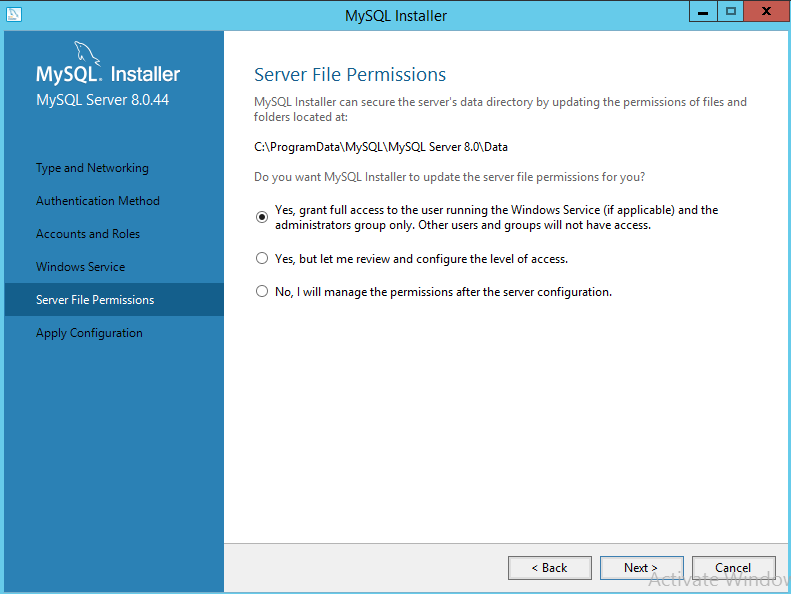 MySQL Installer
MySQL. Installer
MySQL Server 8.0.44
Type and Networking
Authentication Method
Accounts and Roles
Windows Service
Server File Permissions
Apply Configuration
Server File Permissions
MySQL Installer can secure the server's data directory by updating the permissions of files and
folders located at:
C:\ProgramData\MySQL\MySQL Server 8.0\Data
Do you want MySQL Installer to update the server file permissions for you?
Yes, grant full access to the user running the Windows Service (if applicable) and the
administrators group only. Other users and groups will not have access.
Yes, but let me review and configure the level of access.
No, I will manage the permissions after the server configuration.
< Back
Next >
Cancel
Activate Window